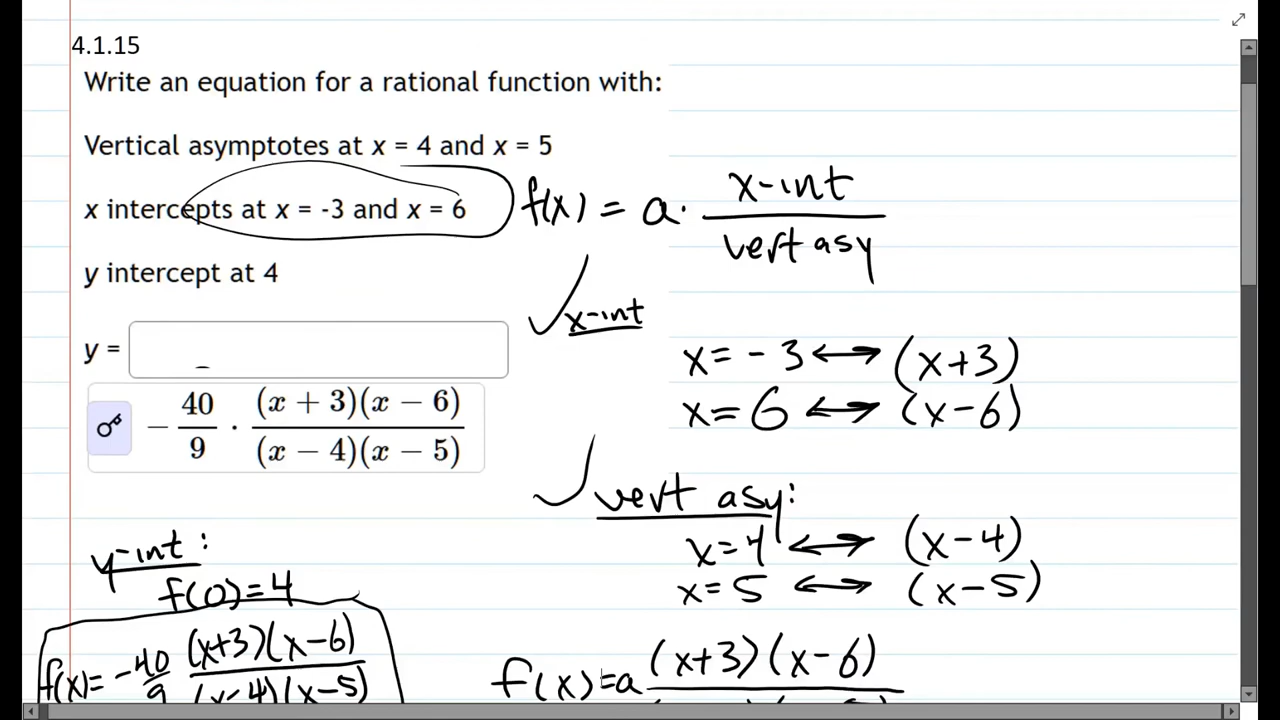 4.1.15
Write an equation for a rational function with:
Vertical asymptotes at x = 4 and x = 5
x intercepts at x = -3 and x = 6
y intercept at 4
y =
− 40/9 · (x + 3)(x − 6)/(x − 4)(x − 5)
y-int:
f(0)=4
f(x)= -40/9 (x+3)(x-6)/(x-4)(x-5)
f(x) = a· x-int/vert asy
x-int
x= -3 ↔ (x+3)
x= 6 ↔ (x-6)
vert asy:
x=4 ↔ (x-4)
x=5 ↔ (x-5)
f(x)=a (x+3)(x-6)